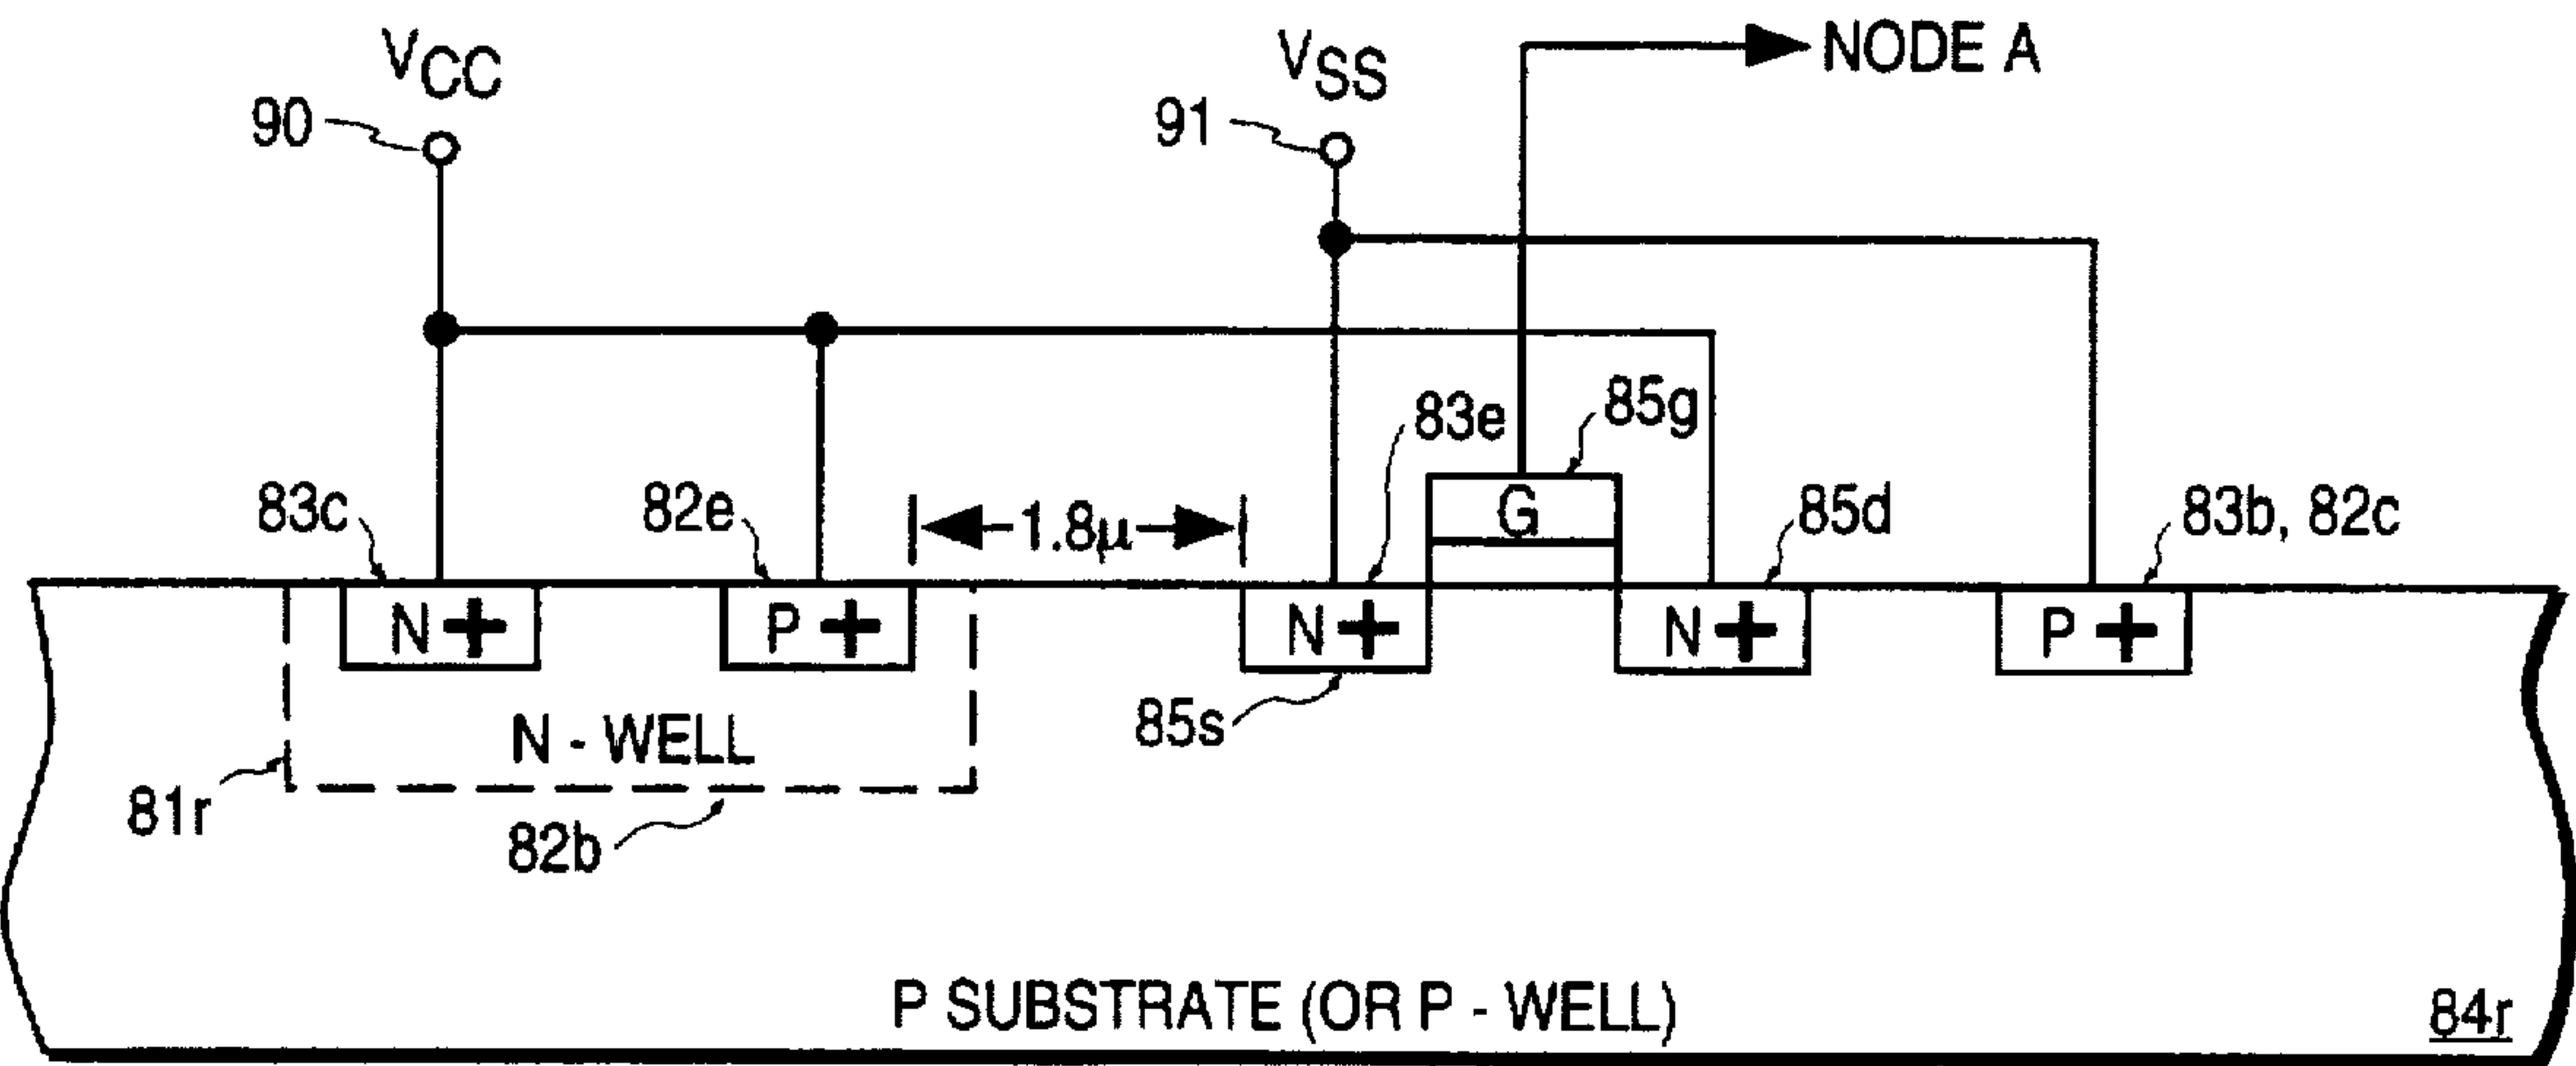 VCC
VSS
NODE A
90
91
83e
85g
83c
82e
1.8μ
G
85d
83b, 82c
N +
P +
N +
N +
P +
N - WELL
85s
81r
82b
P SUBSTRATE (OR P - WELL)
84r